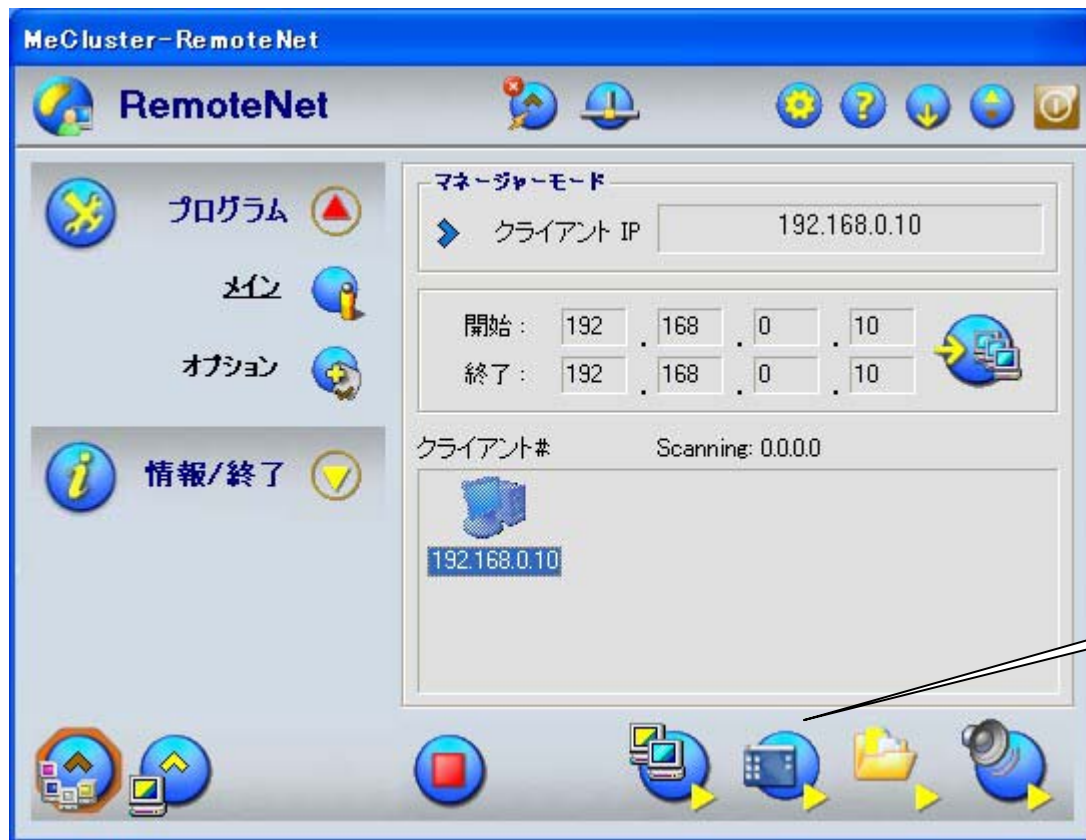 MeCluster-RemoteNet
RemoteNet
プログラム
メイン
オプション
情報/終了
マネージャーモード
クライアント IP 192.168.0.10
開始 : 192 . 168 . 0 . 10
終了 : 192 . 168 . 0 . 10
クライアント# Scanning: 0.0.0.0
192.168.0.10